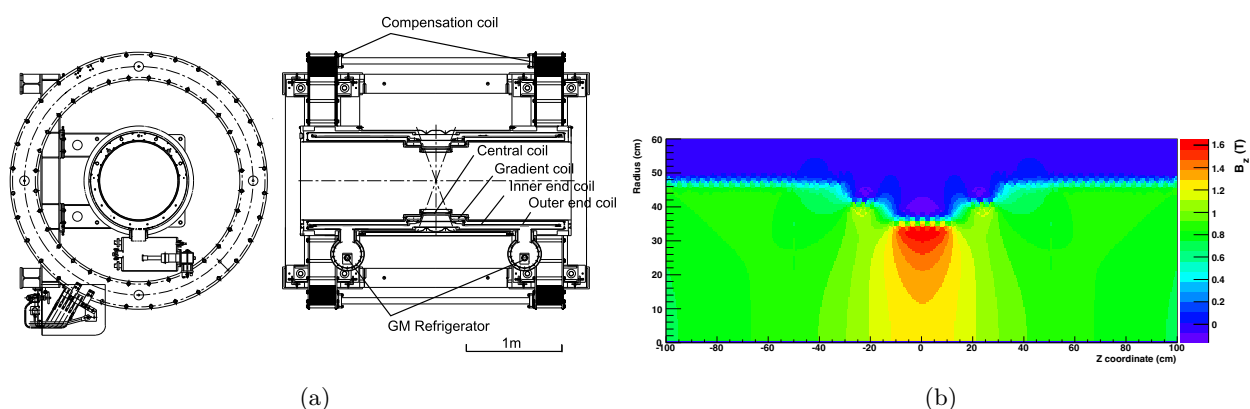 Compensation coil
Central coil
Gradient coil
Inner end coil
Outer end coil
GM Refrigerator
1m
(a)
Radius (cm)
60
50
40
30
20
10
0
-100 -80 -60 -40 -20 0 20 40 60 80 100
Z coordinate (cm)
1.6
1.4
1.2
1
0.8
0.6
0.4
0.2
0
B_z (T)
(b)